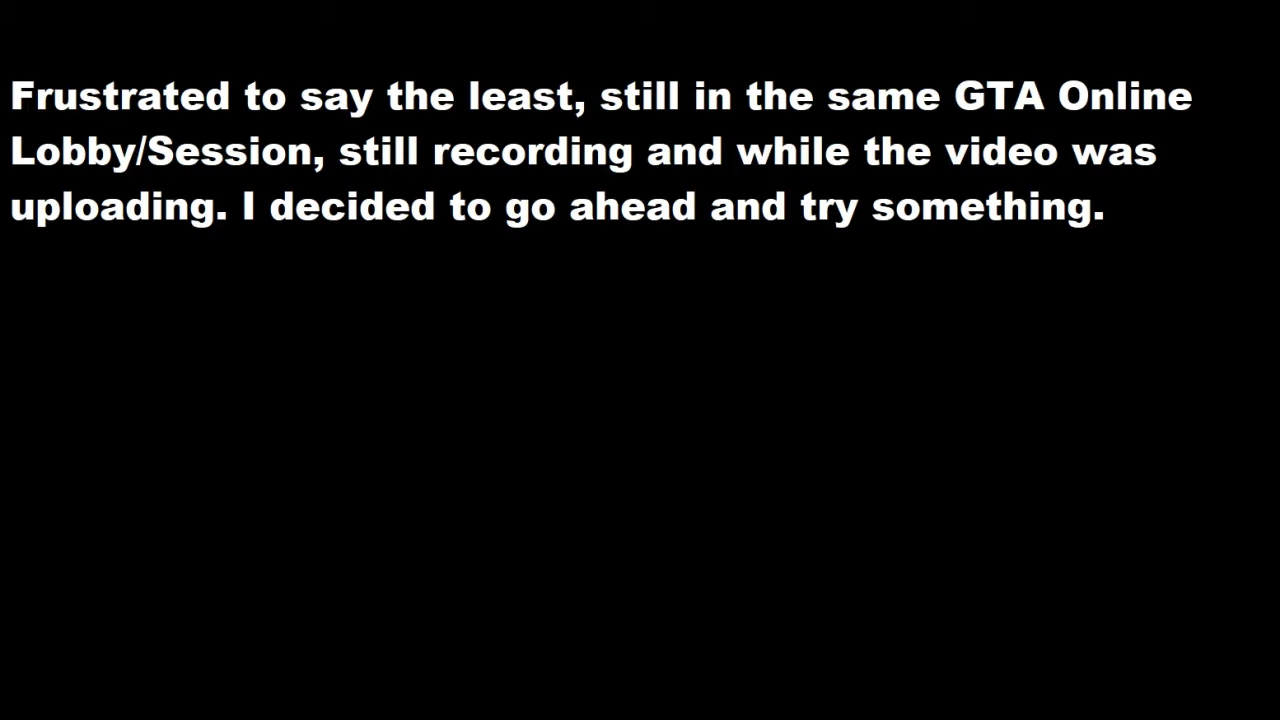 Frustrated to say the least, still in the same GTA Online
Lobby/Session, still recording and while the video was
uploading. I decided to go ahead and try something.